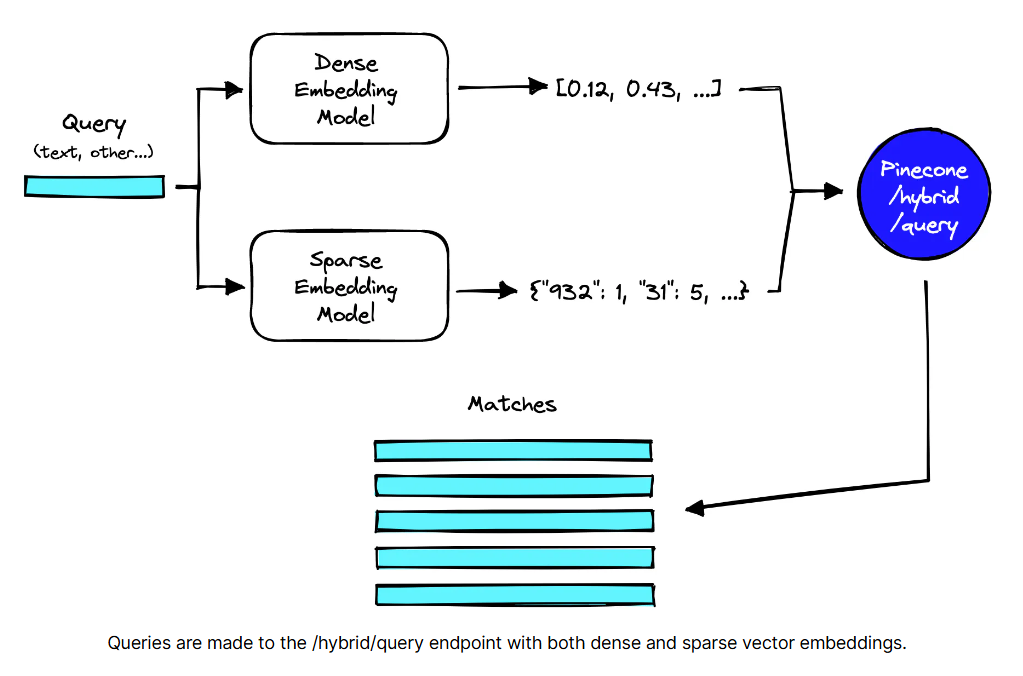 Query
(text, other...)
Dense
Embedding
Model
[0.12, 0.43, ...]
Sparse
Embedding
Model
{"932": 1, "31": 5, ...}
Pinecone
/hybrid
/query
Matches
Queries are made to the /hybrid/query endpoint with both dense and sparse vector embeddings.